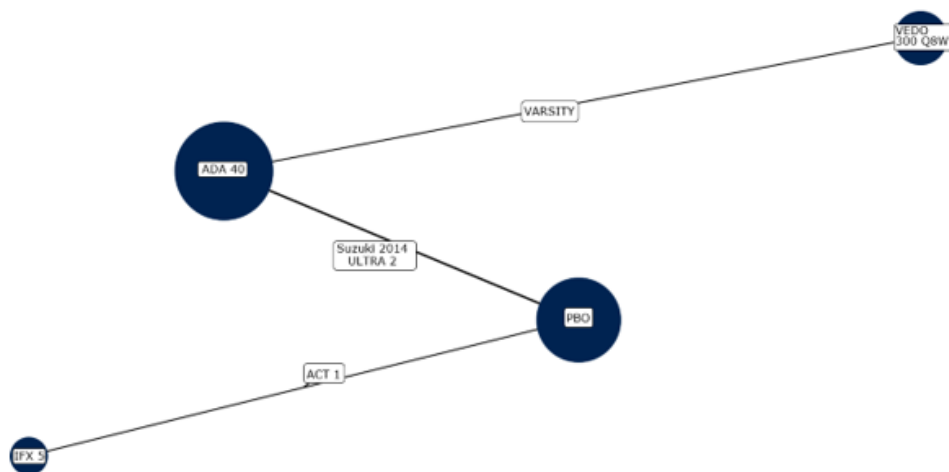 VEDO
300 Q8W
VARSITY
ADA 40
Suzuki 2014
ULTRA 2
PBO
ACT 1
IFX 5